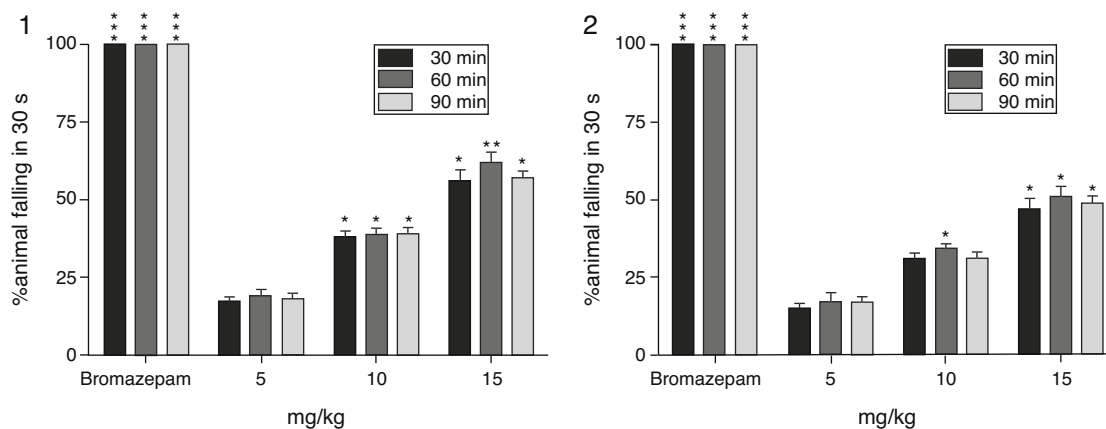 1
%animal falling in 30 s
100
75
50
25
0
*** *** ***
* * *
* ** *
30 min
60 min
90 min
Bromazepam 5 10 15
mg/kg
2
%animal falling in 30 s
100
75
50
25
0
*** *** ***
*
* * *
30 min
60 min
90 min
Bromazepam 5 10 15
mg/kg